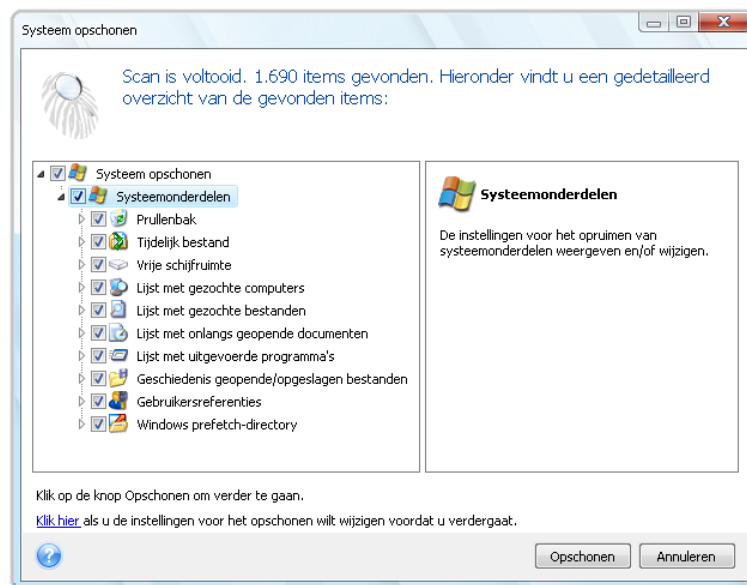 Systeem opschonen
Scan is voltooid. 1.690 items gevonden. Hieronder vindt u een gedetailleerd
overzicht van de gevonden items:
Systeem opschonen
Systeemonderdelen
Prullenbak
Tijdelijk bestand
Vrije schijfruimte
Lijst met gezochte computers
Lijst met gezochte bestanden
Lijst met onlangs geopende documenten
Lijst met uitgevoerde programma's
Geschiedenis geopende/opgeslagen bestanden
Gebruikersreferenties
Windows prefetch-directory
Systeemonderdelen
De instellingen voor het opruimen van
systeemonderdelen weergeven en/of wijzigen.
Klik op de knop Opschonen om verder te gaan.
Klik hier als u de instellingen voor het opschonen wilt wijzigen voordat u verdergaat.
Opschonen
Annuleren